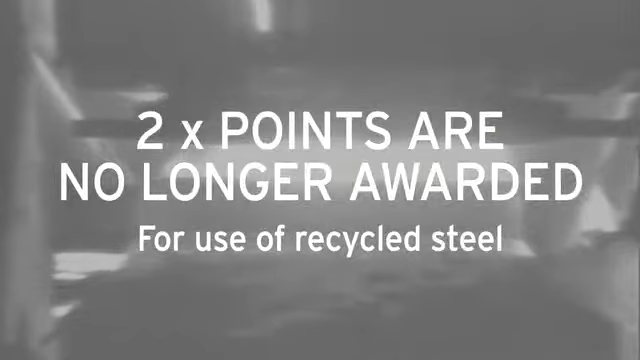 2 x POINTS ARE
NO LONGER AWARDED
For use of recycled steel